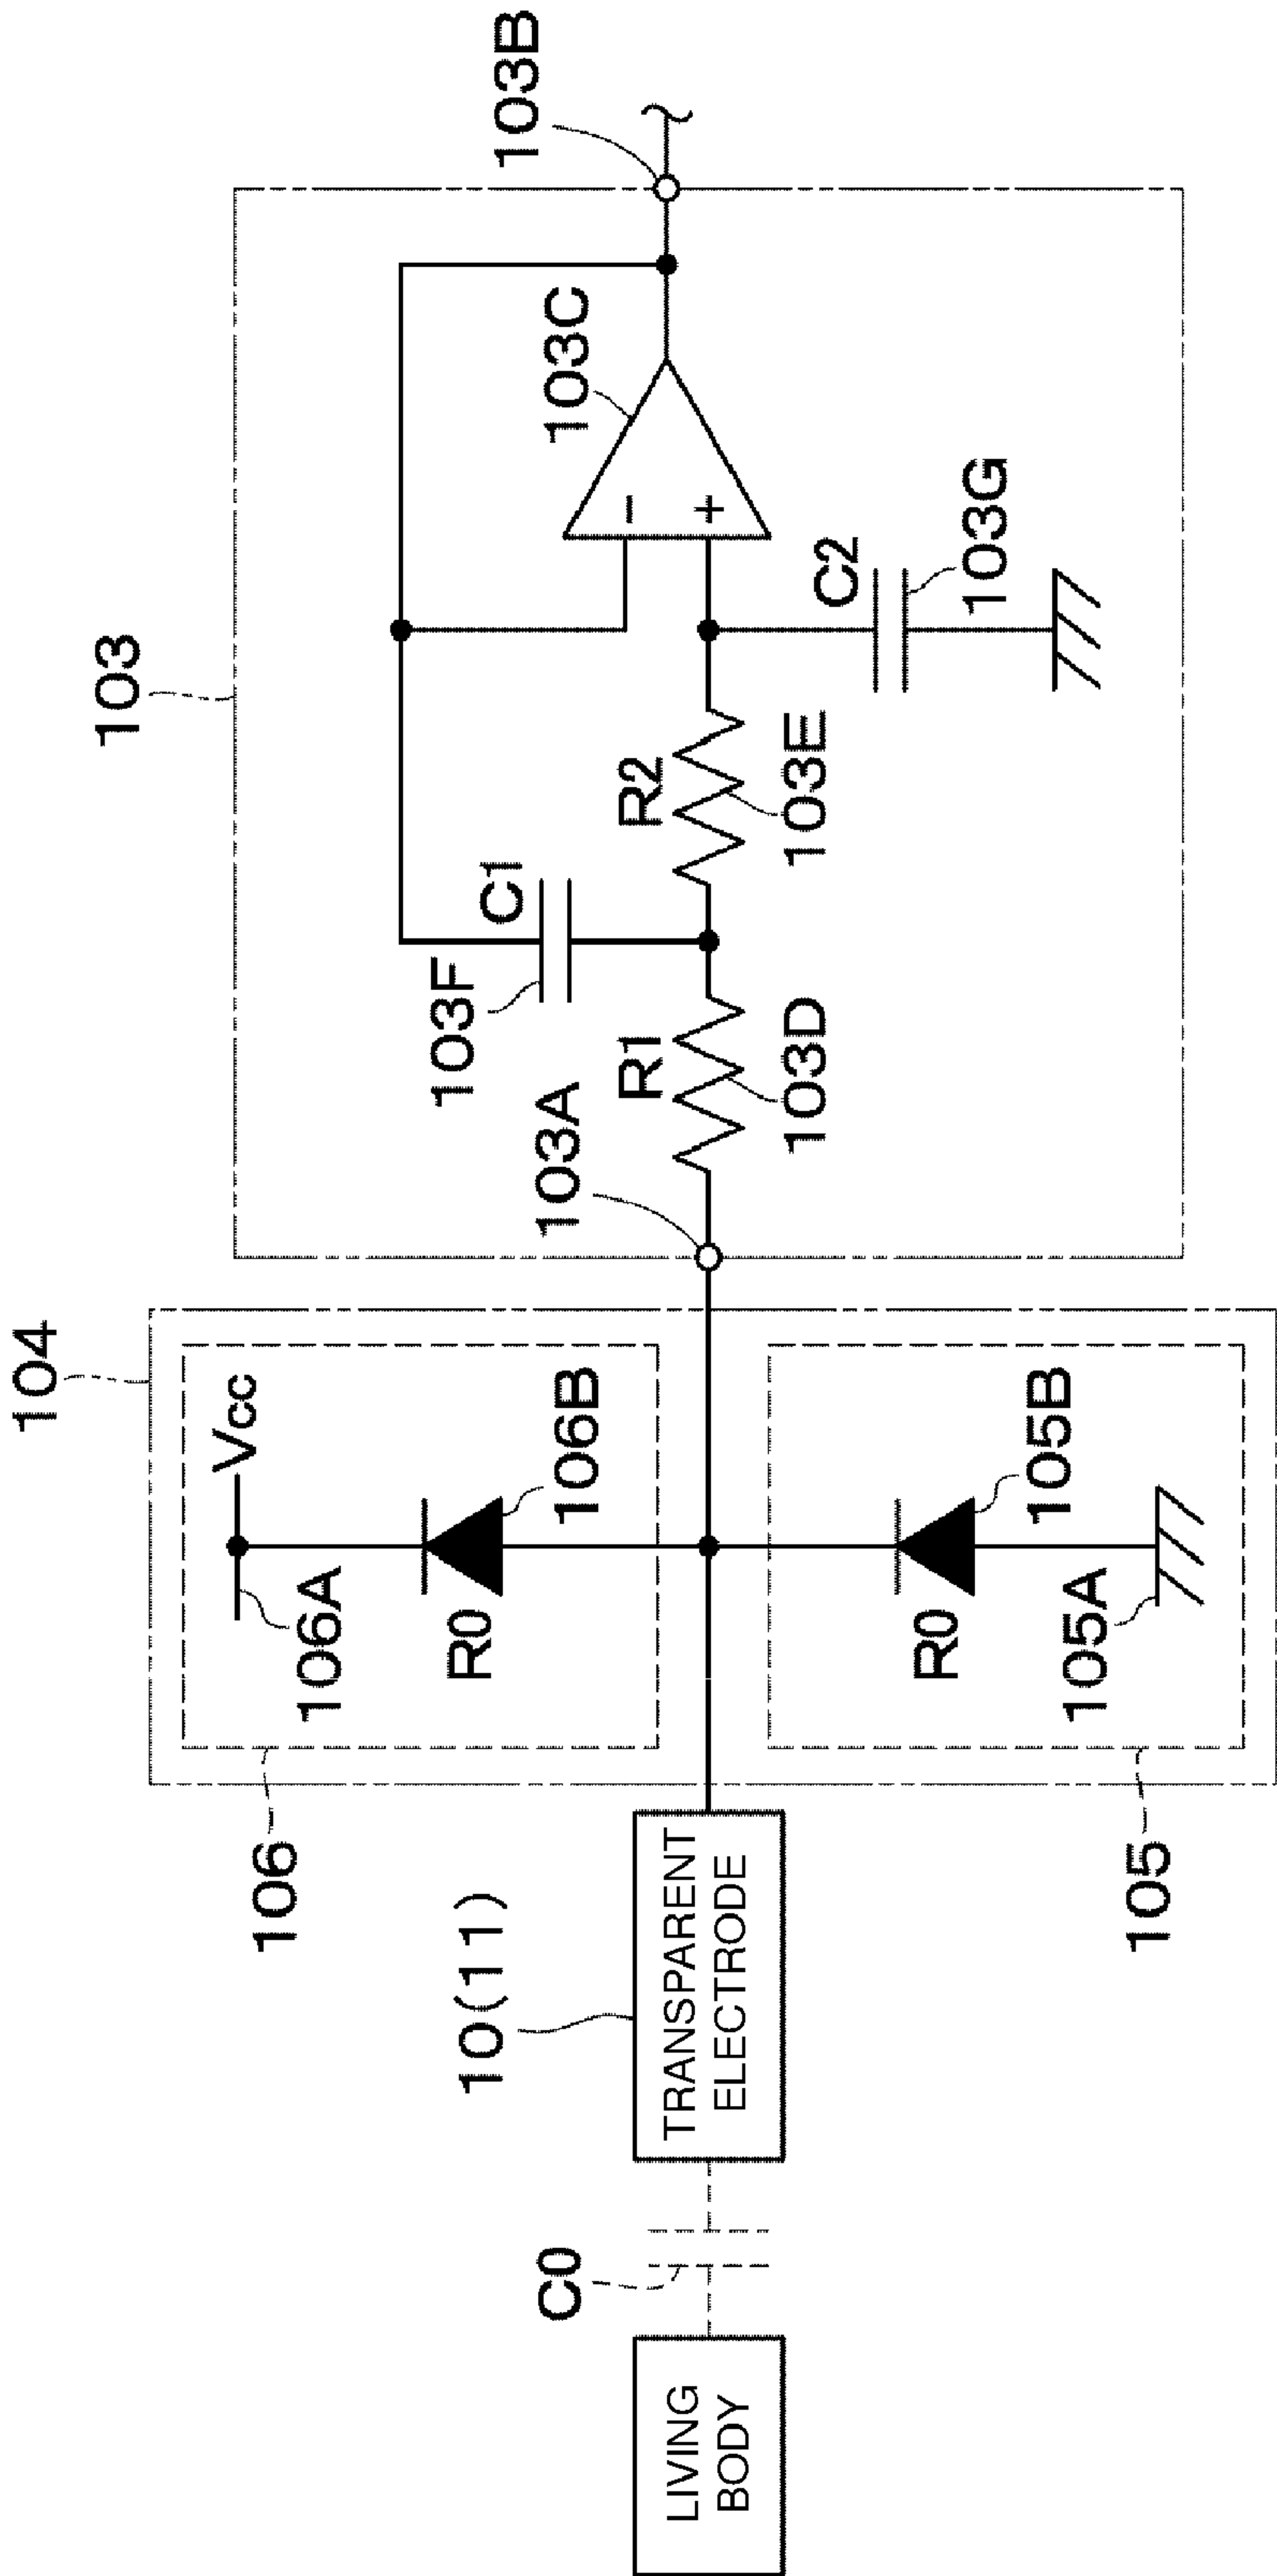 103
104
103B
103C
-
+
C2
103G
R2
103E
C1
103F
R1
103D
103A
Vcc
106A
R0
106B
R0
105B
105A
106
105
10(11)
TRANSPARENT
ELECTRODE
C0
LIVING
BODY